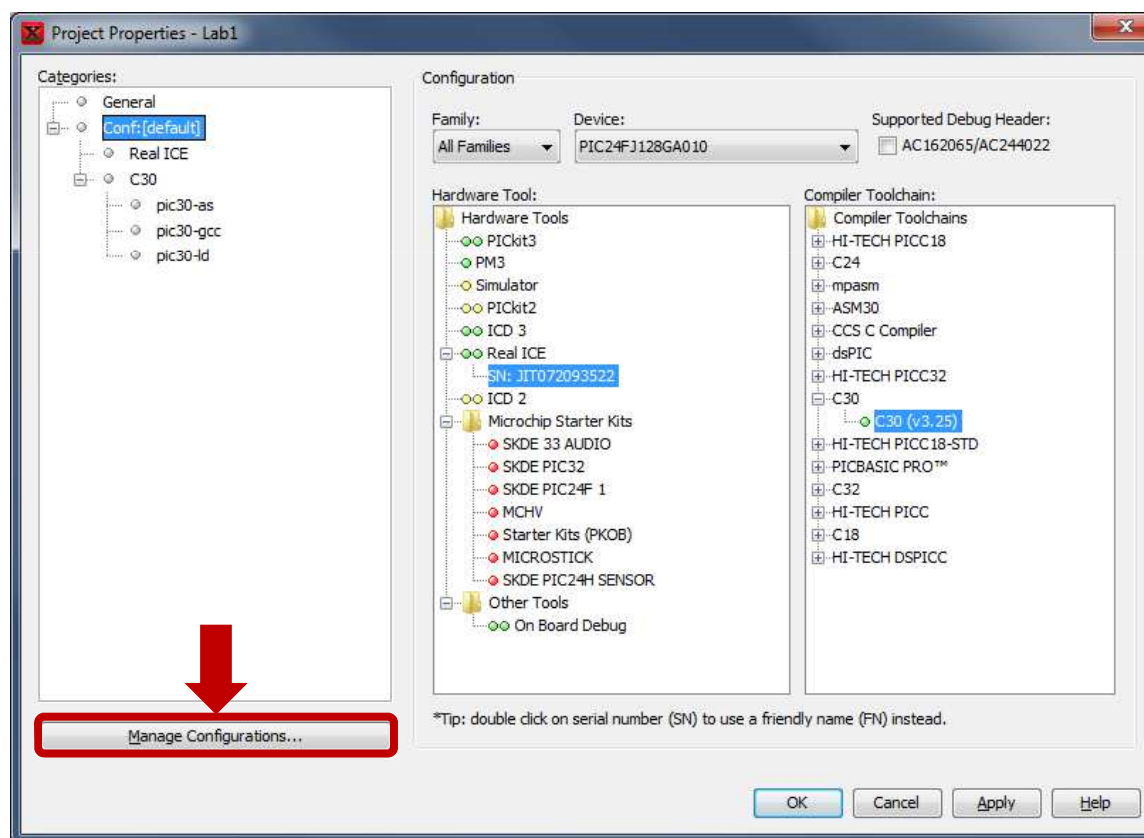 Project Properties - Lab1
Categories:
General
Conf:[default]
Real ICE
C30
pic30-as
pic30-gcc
pic30-ld
Manage Configurations...
Configuration
Family:
All Families
Device:
PIC24FJ128GA010
Supported Debug Header:
AC162065/AC244022
Hardware Tool:
Hardware Tools
PICkit3
PM3
Simulator
PICkit2
ICD 3
Real ICE
SN: JIT072093522
ICD 2
Microchip Starter Kits
SKDE 33 AUDIO
SKDE PIC32
SKDE PIC24F 1
MCHV
Starter Kits (PKOB)
MICROSTICK
SKDE PIC24H SENSOR
Other Tools
On Board Debug
Compiler Toolchain:
Compiler Toolchains
HI-TECH PICC18
C24
mpasm
ASM30
CCS C Compiler
dsPIC
HI-TECH PICC32
C30
C30 (v3.25)
HI-TECH PICC18-STD
PICBASIC PRO™
C32
HI-TECH PICC
C18
HI-TECH DSPICC
*Tip: double click on serial number (SN) to use a friendly name (FN) instead.
OK
Cancel
Apply
Help